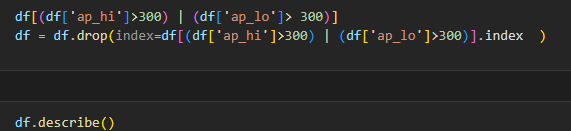 df[(df['ap_hi']>300) | (df['ap_lo']> 300)]
df = df.drop(index=df[(df['ap_hi']>300) | (df['ap_lo']>300)].index  )
df.describe()